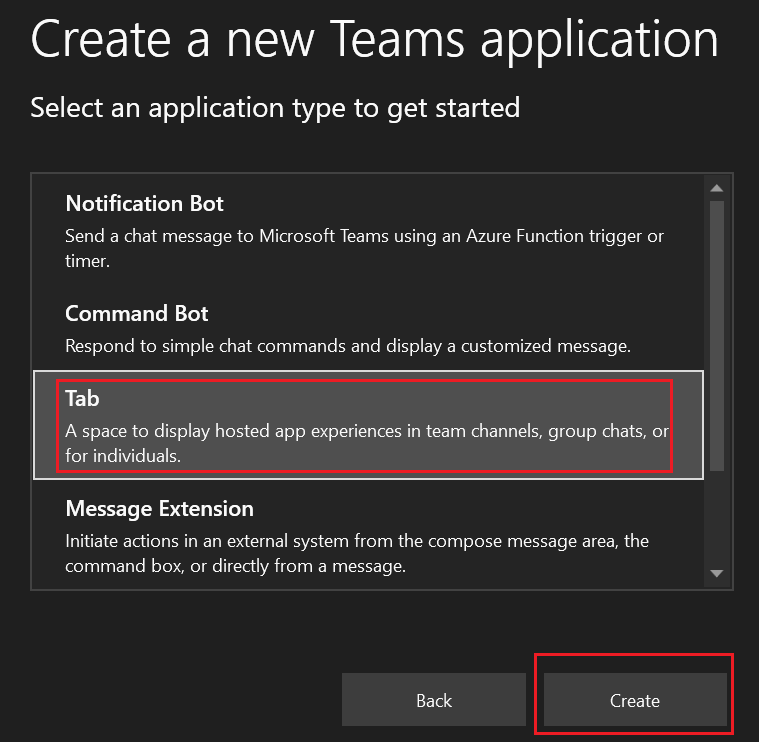 Create a new Teams application
Select an application type to get started
Notification Bot
Send a chat message to Microsoft Teams using an Azure Function trigger or
timer.
Command Bot
Respond to simple chat commands and display a customized message.
Tab
A space to display hosted app experiences in team channels, group chats, or
for individuals.
Message Extension
Initiate actions in an external system from the compose message area, the
command box, or directly from a message.
Back
Create